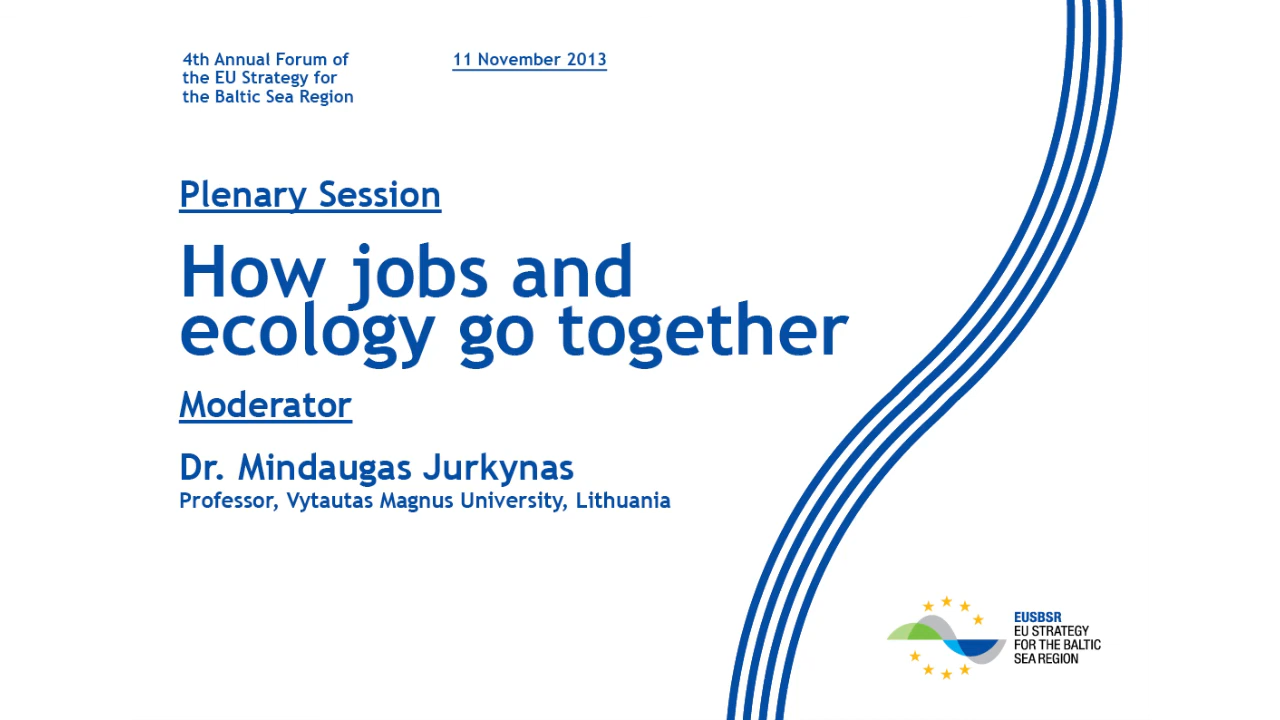 4th Annual Forum of
the EU Strategy for
the Baltic Sea Region
11 November 2013
Plenary Session
How jobs and
ecology go together
Moderator
Dr. Mindaugas Jurkynas
Professor, Vytautas Magnus University, Lithuania
EUSBSR
EU STRATEGY
FOR THE BALTIC
SEA REGION